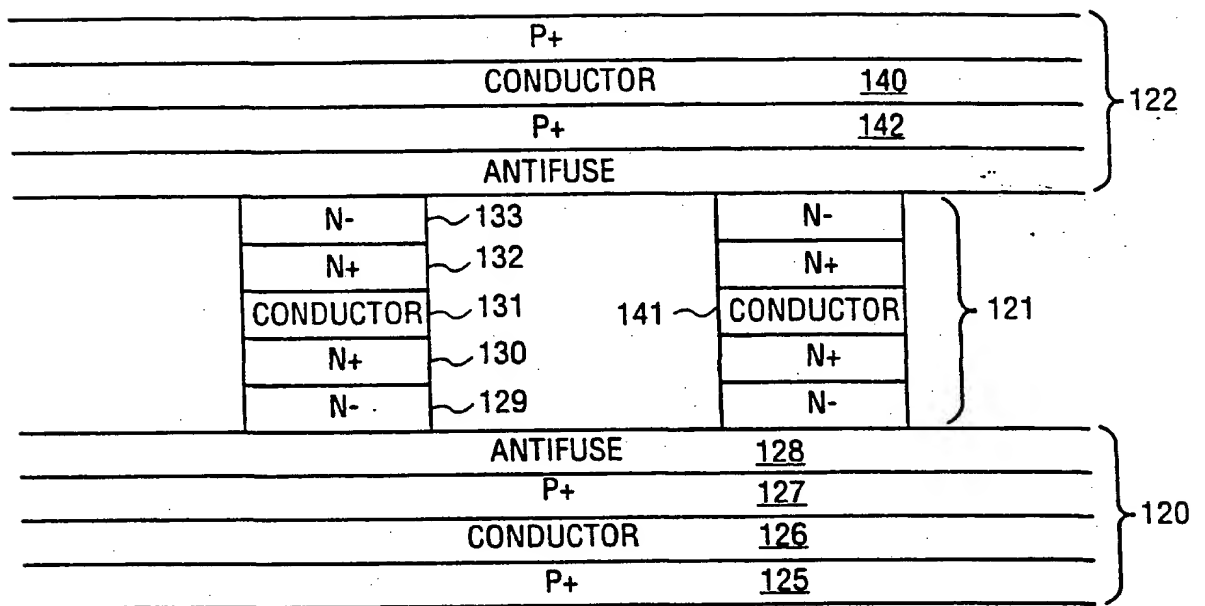 P+
CONDUCTOR 140
122
P+ 142
ANTIFUSE
N- 133 N-
N+ 132 N+
CONDUCTOR 131 141 CONDUCTOR 121
N+ 130 N+
N- 129 N-
ANTIFUSE 128
P+ 127
120
CONDUCTOR 126
P+ 125